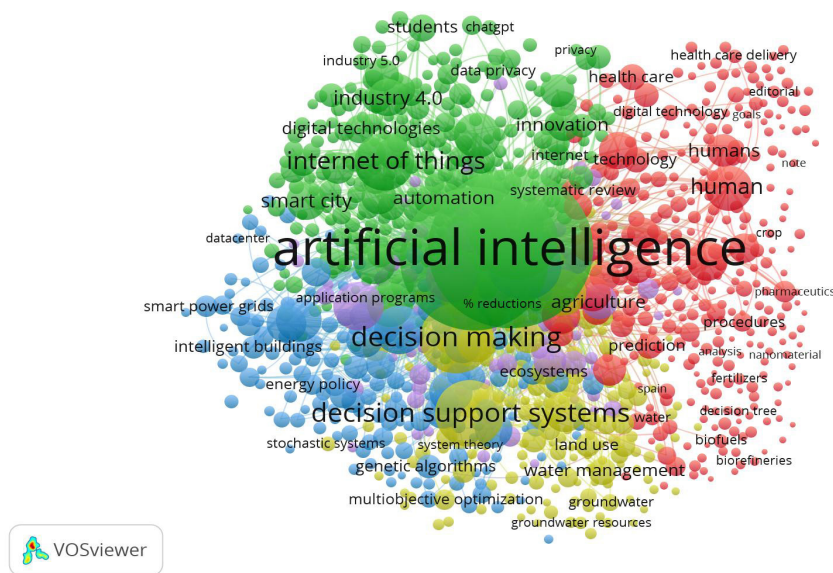 students
chatgpt
industry 5.0
privacy
health care delivery
data privacy
health care
editorial
industry 4.0
digital technology
goals
digital technologies
innovation
humans
internet of things
internet
technology
note
human
systematic review
smart city
automation
crop
datacenter
artificial intelligence
pharmaceutics
application programs
% reductions
agriculture
smart power grids
procedures
decision making
prediction
intelligent buildings
analysis
nanomaterial
ecosystems
fertilizers
energy policy
spain
decision support systems
water
decision tree
stochastic systems
system theory
land use
biofuels
genetic algorithms
water management
biorefineries
multiobjective optimization
groundwater
groundwater resources
VOSviewer